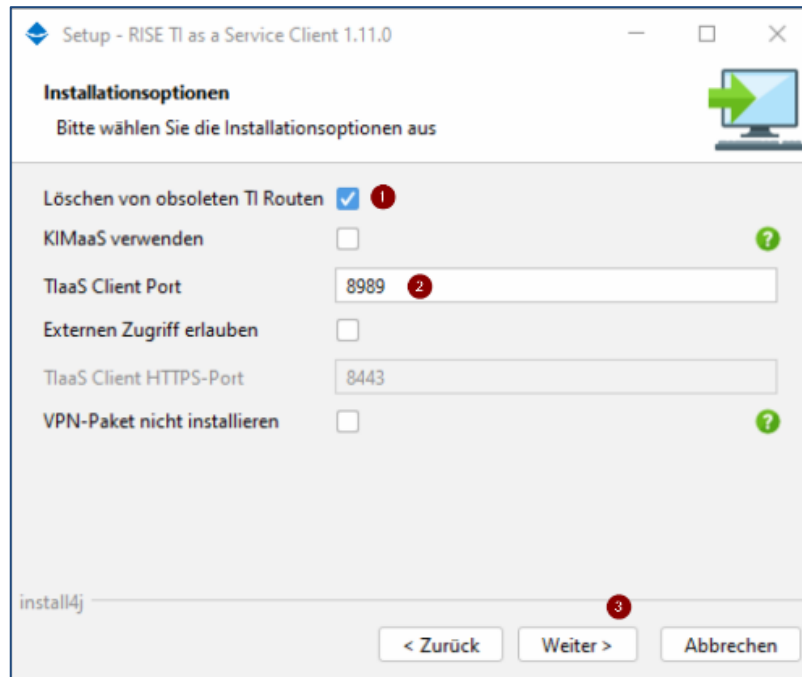 Setup - RISE TI as a Service Client 1.11.0
Installationsoptionen
Bitte wählen Sie die Installationsoptionen aus
Löschen von obsoleten TI Routen 1
KIMaaS verwenden ?
TIaaS Client Port 8989 2
Externen Zugriff erlauben
TIaaS Client HTTPS-Port 8443
VPN-Paket nicht installieren ?
install4j
3
< Zurück Weiter > Abbrechen